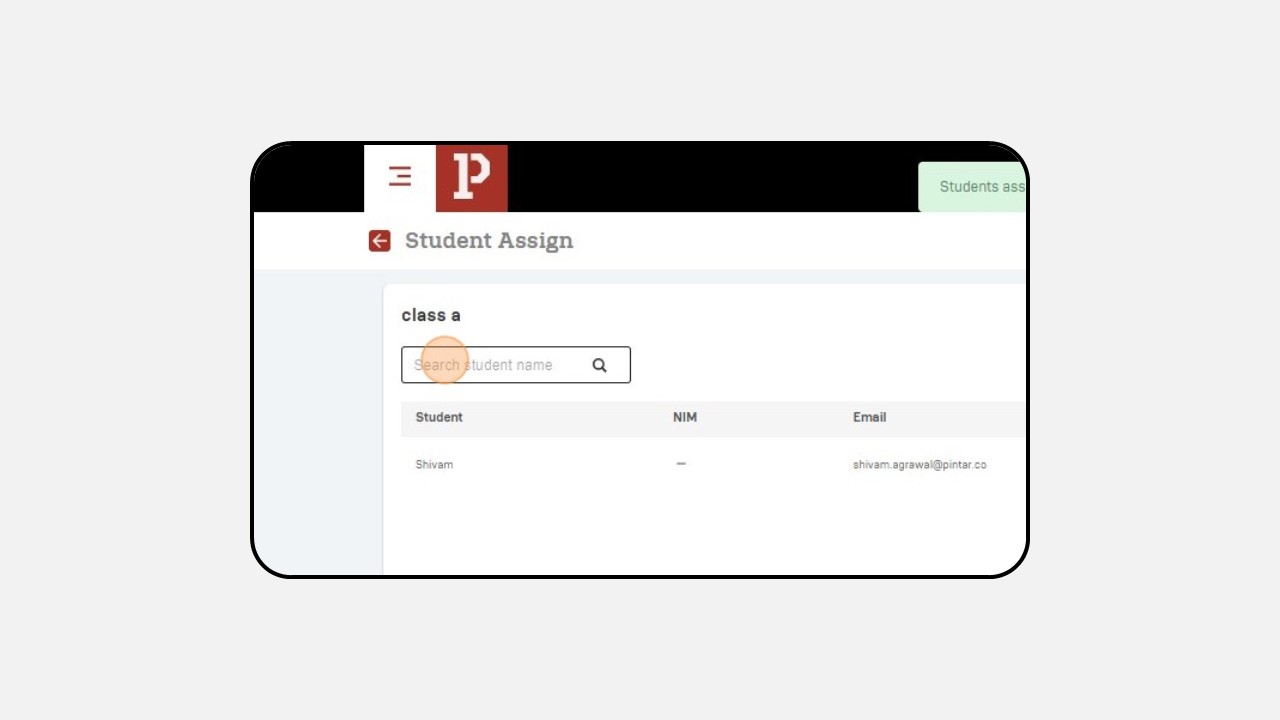 P
Students ass
Student Assign
class a
Search student name
Student NIM Email
Shivam — shivam.agrawal@pintar.co